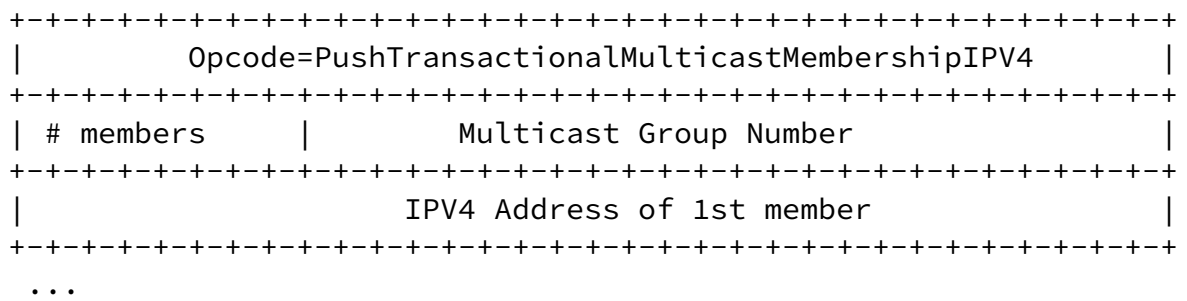 +-+-+-+-+-+-+-+-+-+-+-+-+-+-+-+-+-+-+-+-+-+-+-+-+-+-+-+-+-+-+-+-+
|         Opcode=PushTransactionalMulticastMembershipIPV4       |
+-+-+-+-+-+-+-+-+-+-+-+-+-+-+-+-+-+-+-+-+-+-+-+-+-+-+-+-+-+-+-+-+
| # members     |        Multicast Group Number                 |
+-+-+-+-+-+-+-+-+-+-+-+-+-+-+-+-+-+-+-+-+-+-+-+-+-+-+-+-+-+-+-+-+
|                     IPV4 Address of 1st member                |
+-+-+-+-+-+-+-+-+-+-+-+-+-+-+-+-+-+-+-+-+-+-+-+-+-+-+-+-+-+-+-+-+
...